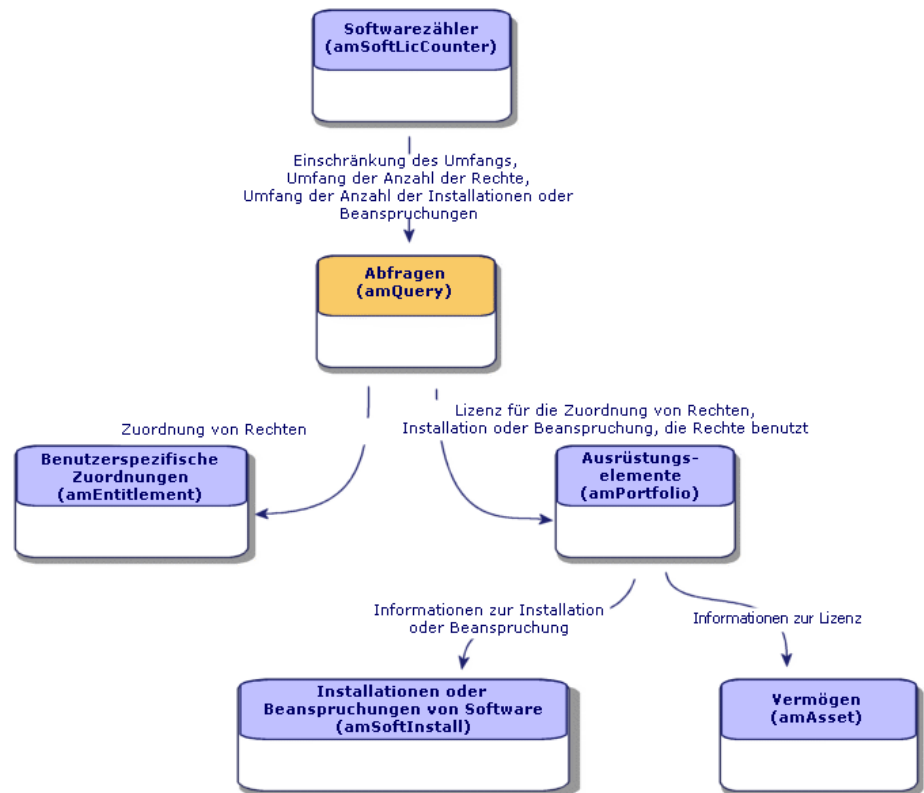 Softwarezähler
(amSoftLicCounter)
Einschränkung des Umfangs,
Umfang der Anzahl der Rechte,
Umfang der Anzahl der Installationen oder
Beanspruchungen
Abfragen
(amQuery)
Zuordnung von Rechten
Lizenz für die Zuordnung von Rechten,
Installation oder Beanspruchung, die Rechte benutzt
Benutzerspezifische
Zuordnungen
(amEntitlement)
Ausrüstungs-
elemente
(amPortfolio)
Informationen zur Installation
oder Beanspruchung
Informationen zur Lizenz
Installationen oder
Beanspruchungen von Software
(amSoftInstall)
Vermögen
(amAsset)